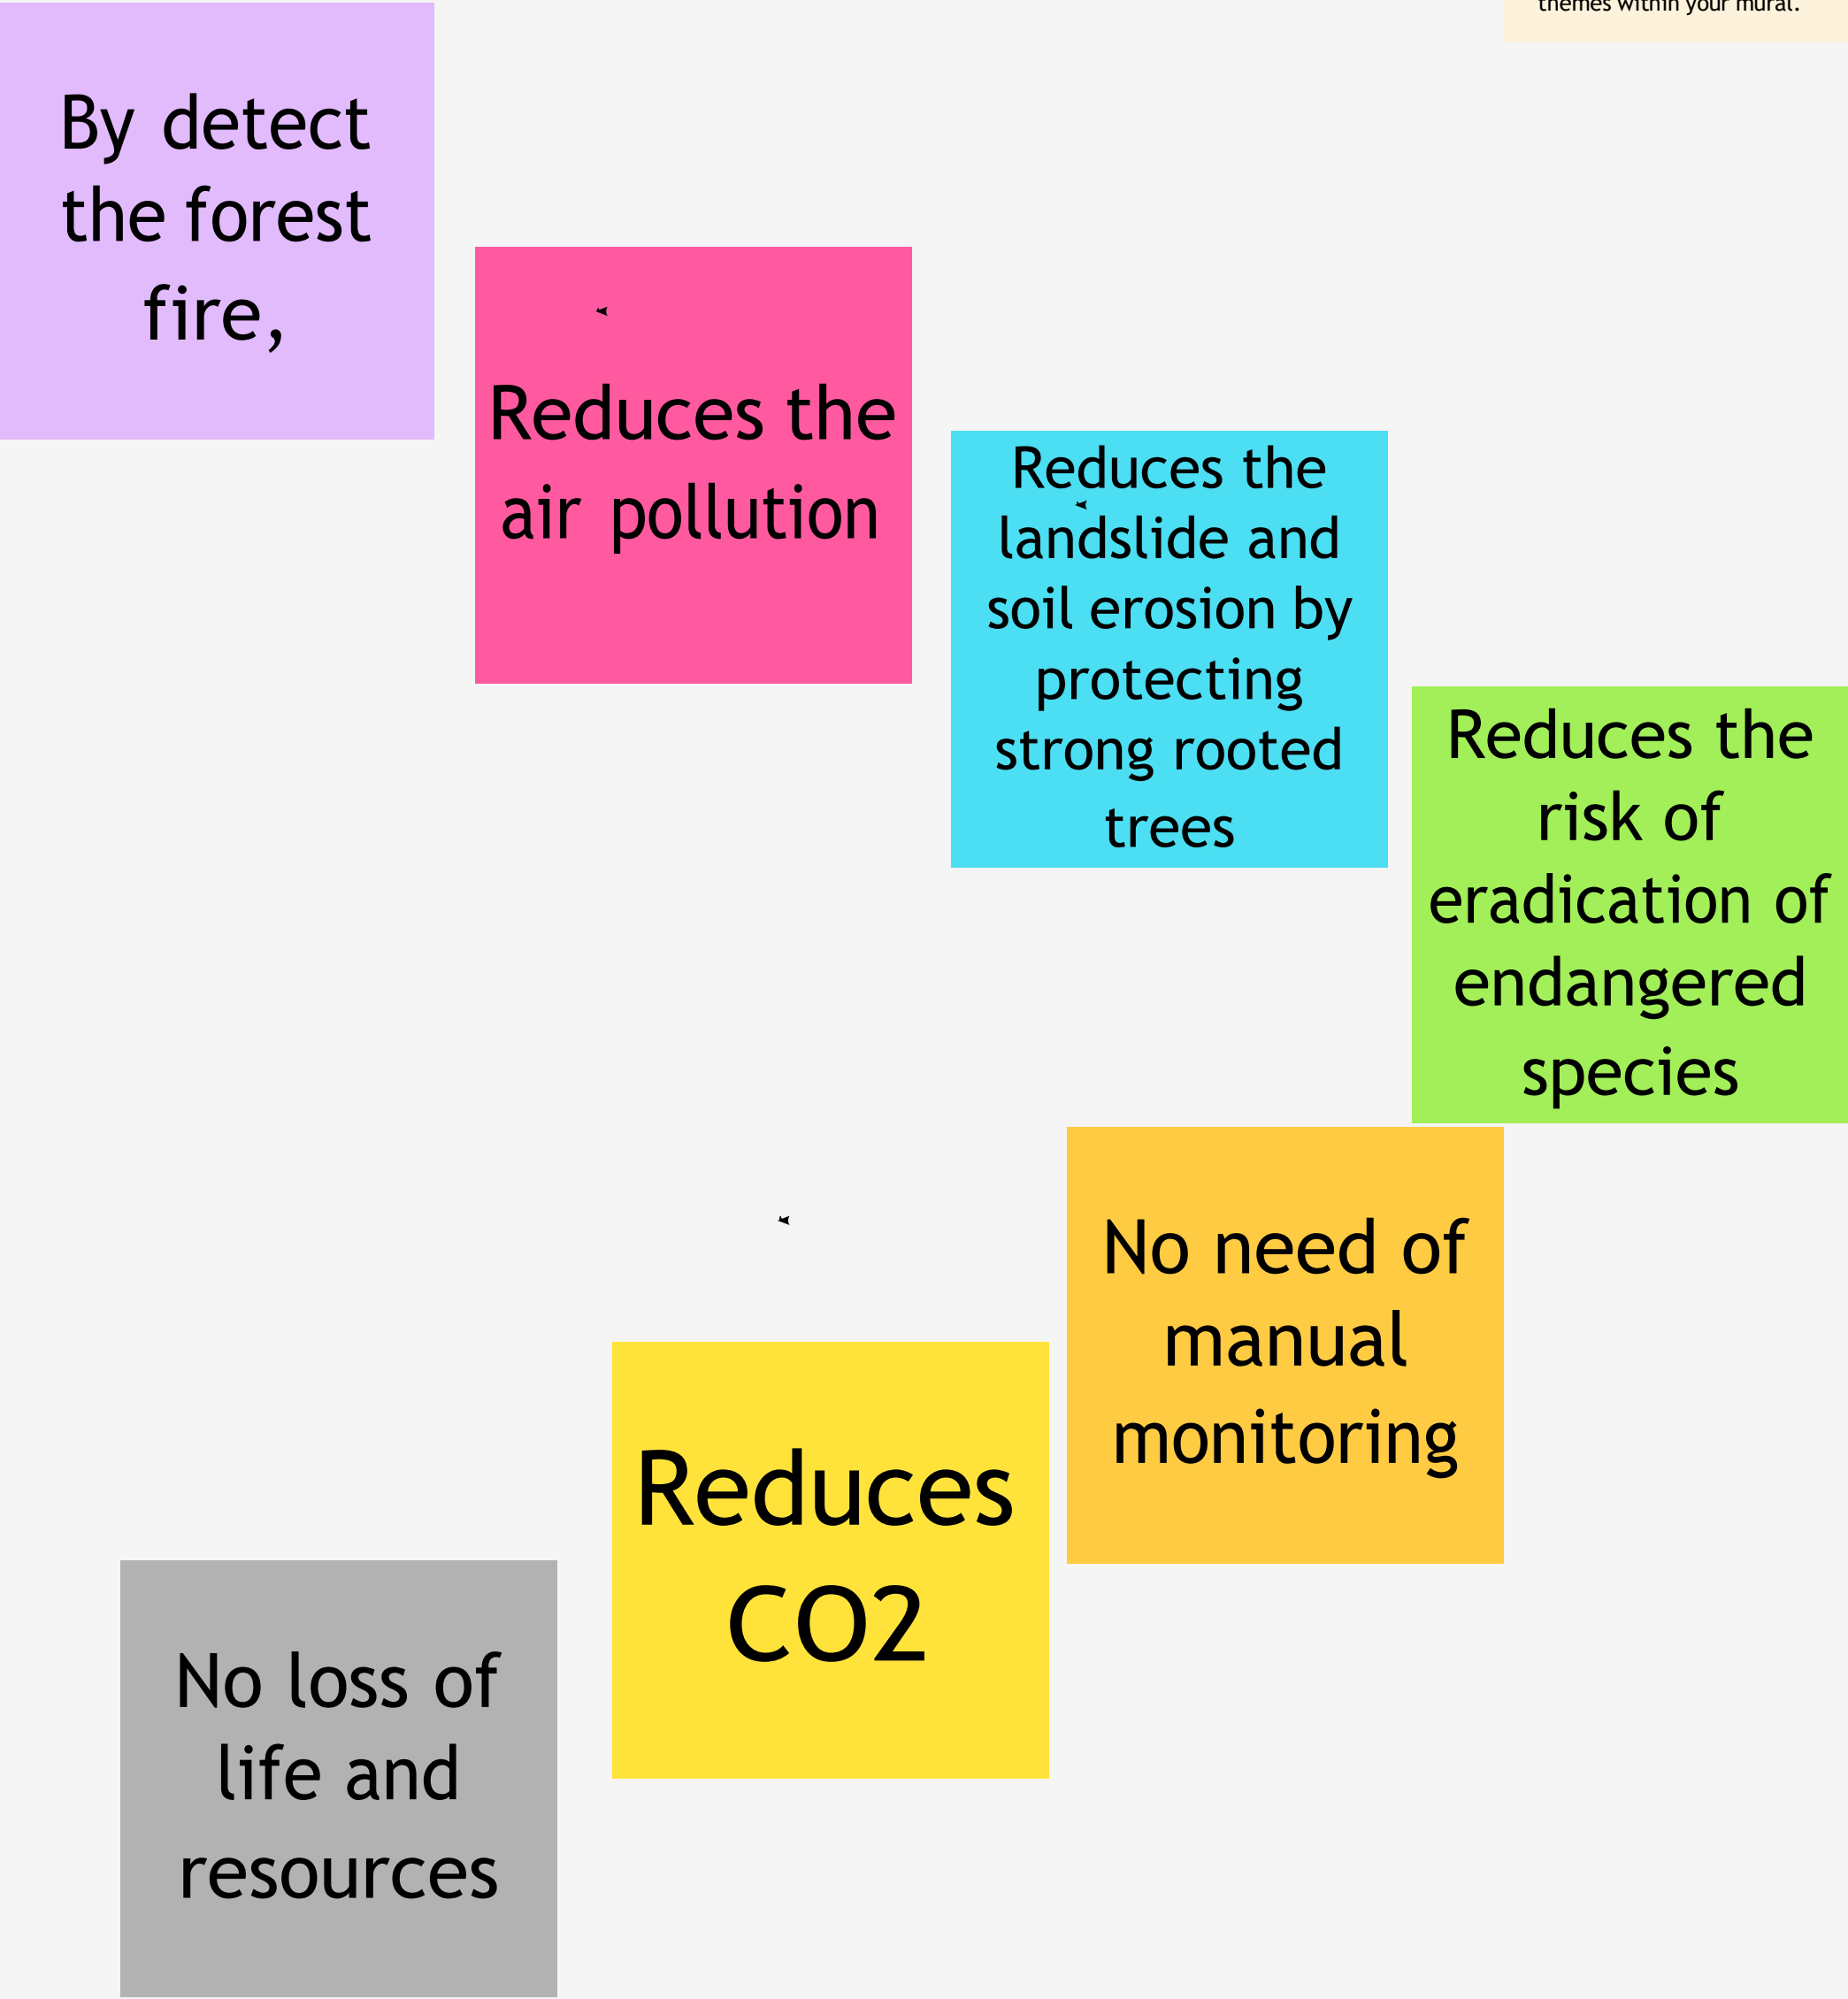 themes within your mural.
By detect
the forest
fire,
Reduces the
air pollution
Reduces the
landslide and
soil erosion by
protecting
strong rooted
trees
Reduces the
risk of
eradication of
endangered
species
No need of
manual
monitoring
Reduces
CO2
No loss of
life and
resources